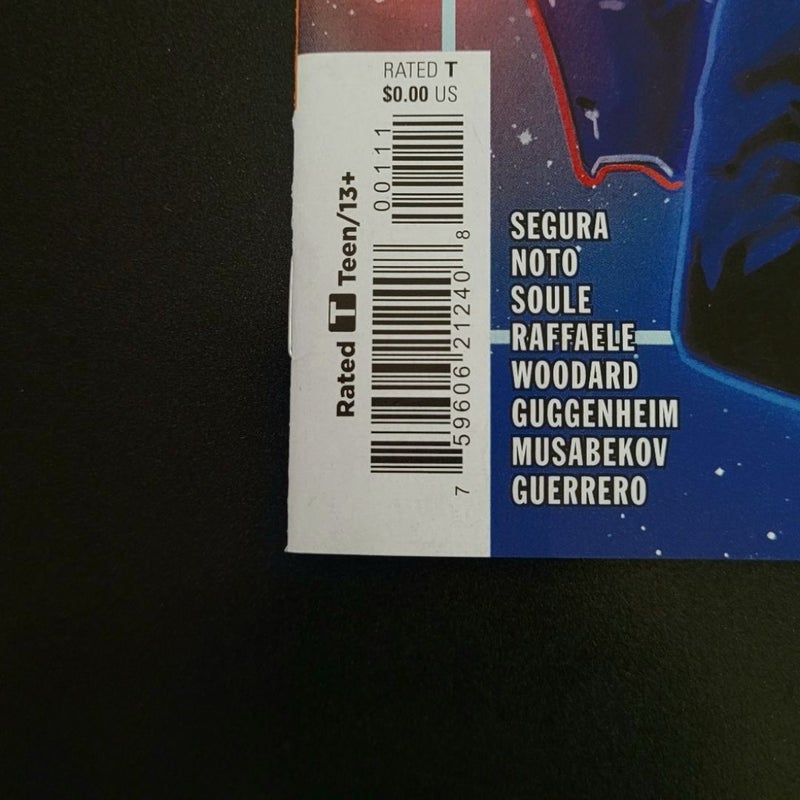 RATED T
$0.00 US
00111
Rated T Teen/13+
7 59606 21240 8
SEGURA
NOTO
SOULE
RAFFAELE
WOODARD
GUGGENHEIM
MUSABEKOV
GUERRERO